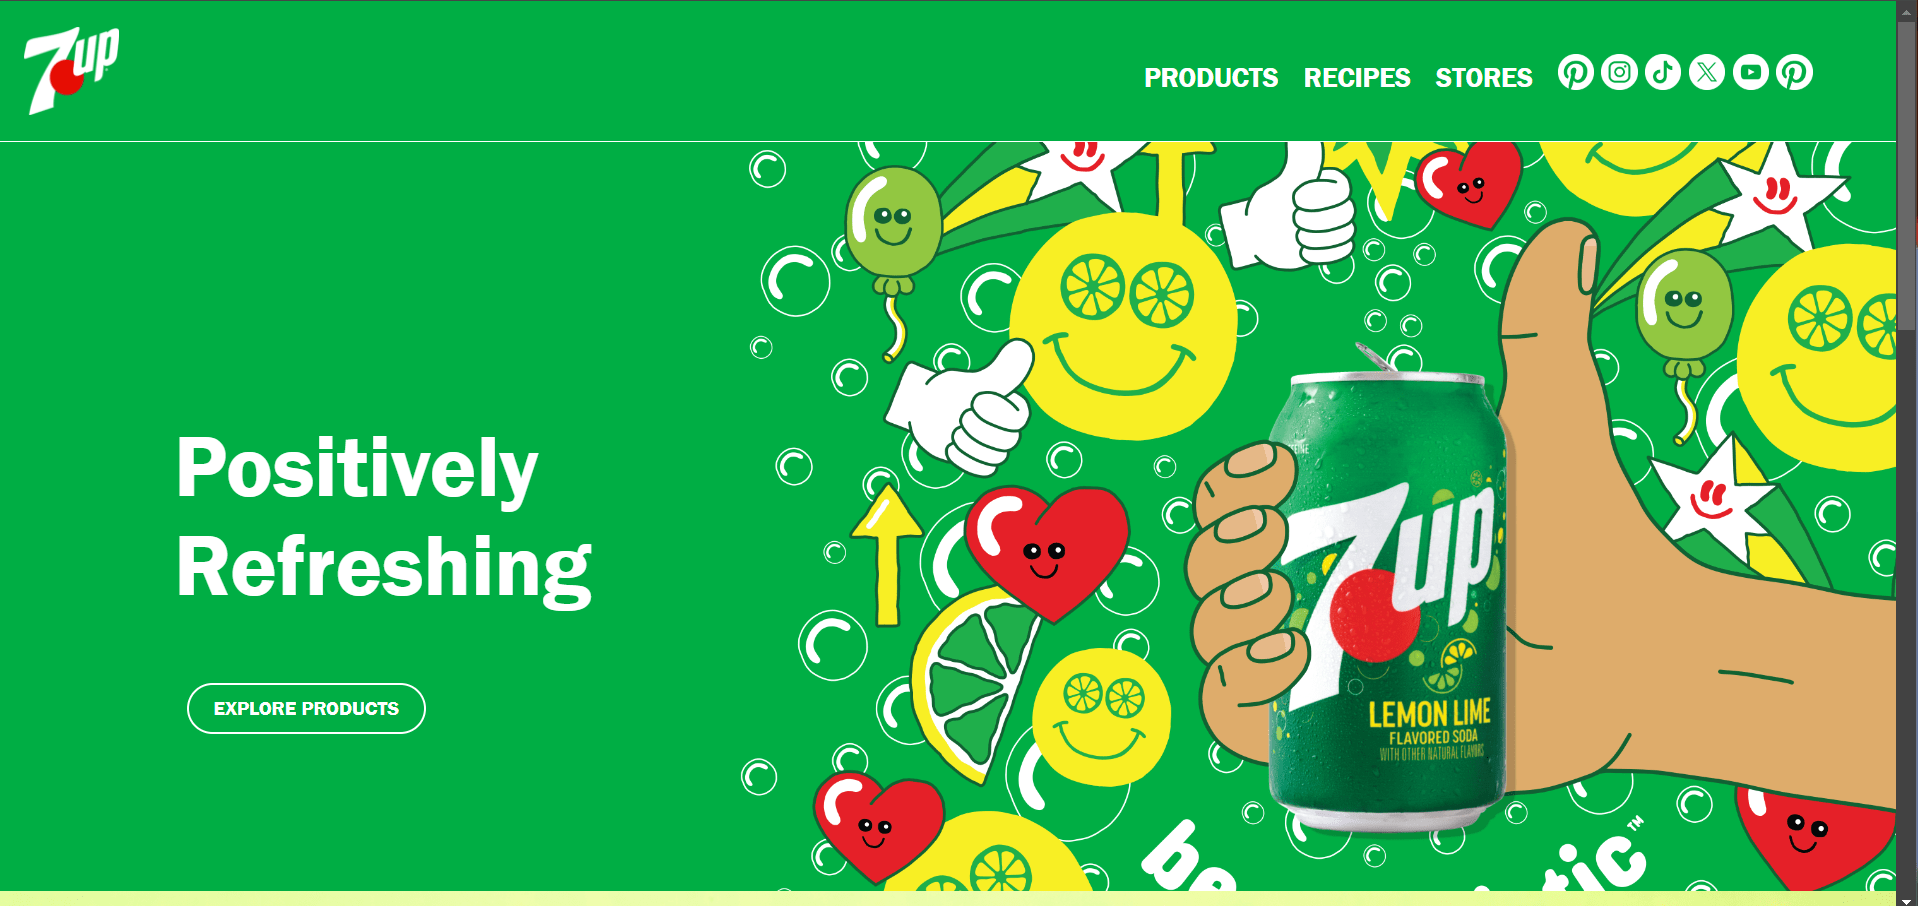 7up
PRODUCTS RECIPES STORES
Positively
Refreshing
EXPLORE PRODUCTS
7up
LEMON LIME
FLAVORED SODA
WITH OTHER NATURAL FLAVORS
be
tic™